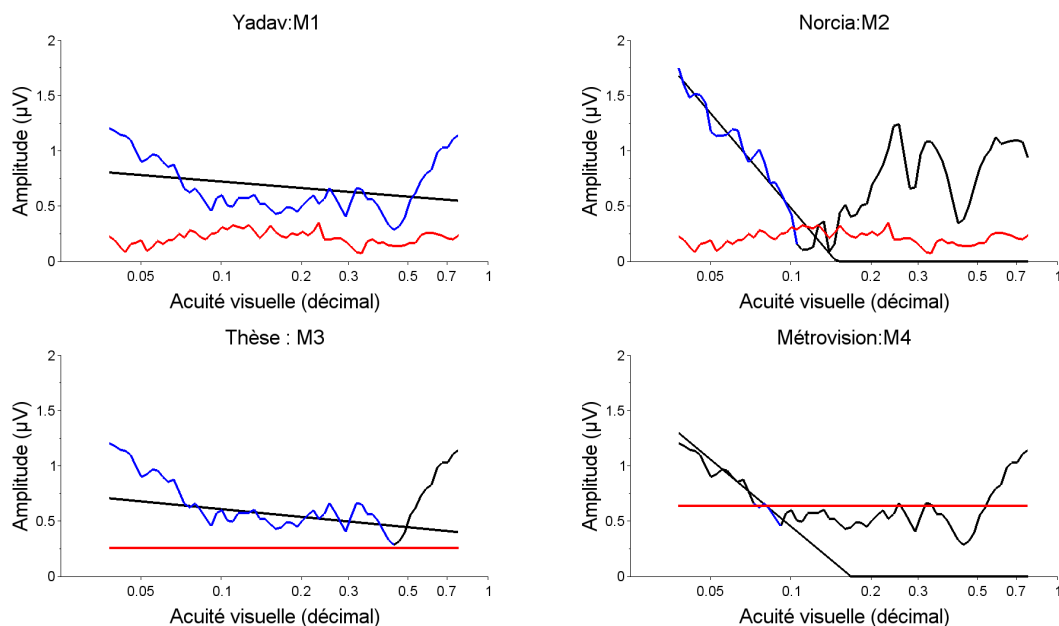 Yadav:M1
Amplitude (µV)
2
1.5
1
0.5
0
0.05 0.1 0.2 0.3 0.5 0.7 1
Acuité visuelle (décimal)
Norcia:M2
Amplitude (µV)
2
1.5
1
0.5
0
0.05 0.1 0.2 0.3 0.5 0.7 1
Acuité visuelle (décimal)
Thèse : M3
Amplitude (µV)
2
1.5
1
0.5
0
0.05 0.1 0.2 0.3 0.5 0.7 1
Acuité visuelle (décimal)
Métrovision:M4
Amplitude (µV)
2
1.5
1
0.5
0
0.05 0.1 0.2 0.3 0.5 0.7 1
Acuité visuelle (décimal)